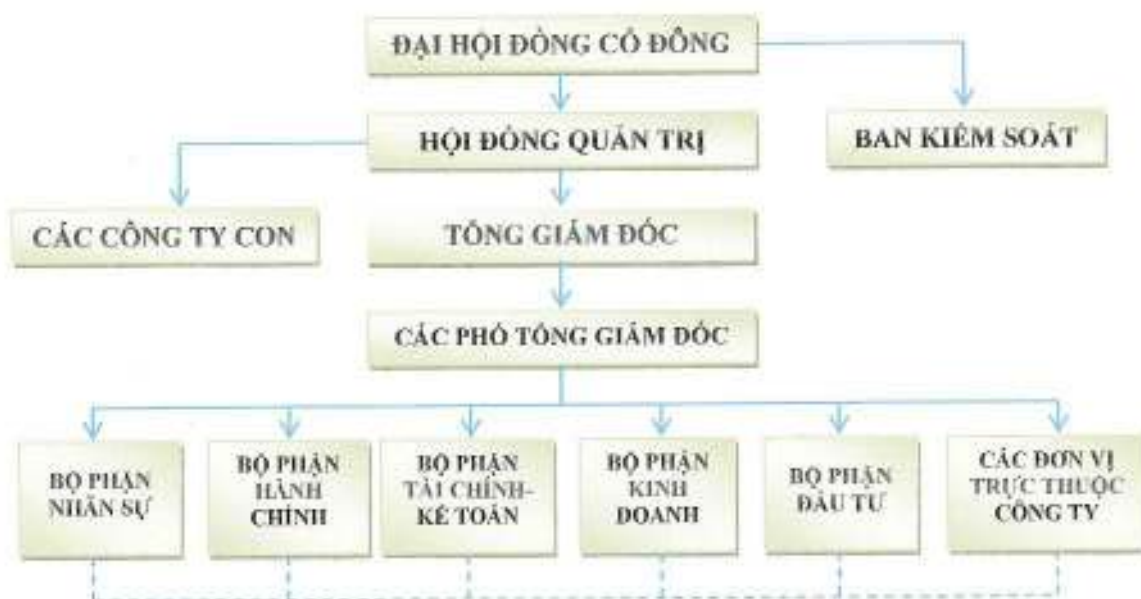 ĐẠI HỘI ĐỒNG CỔ ĐÔNG
HỘI ĐỒNG QUẢN TRỊ
BAN KIỂM SOÁT
CÁC CÔNG TY CON
TỔNG GIÁM ĐỐC
CÁC PHÓ TỔNG GIÁM ĐỐC
BỘ PHẬN
NHÂN SỰ
BỘ PHẬN
HÀNH
CHÍNH
BỘ PHẬN
TÀI CHÍNH-
KẾ TOÁN
BỘ PHẬN
KINH
DOANH
BỘ PHẬN
ĐẦU TƯ
CÁC ĐƠN VỊ
TRỰC THUỘC
CÔNG TY